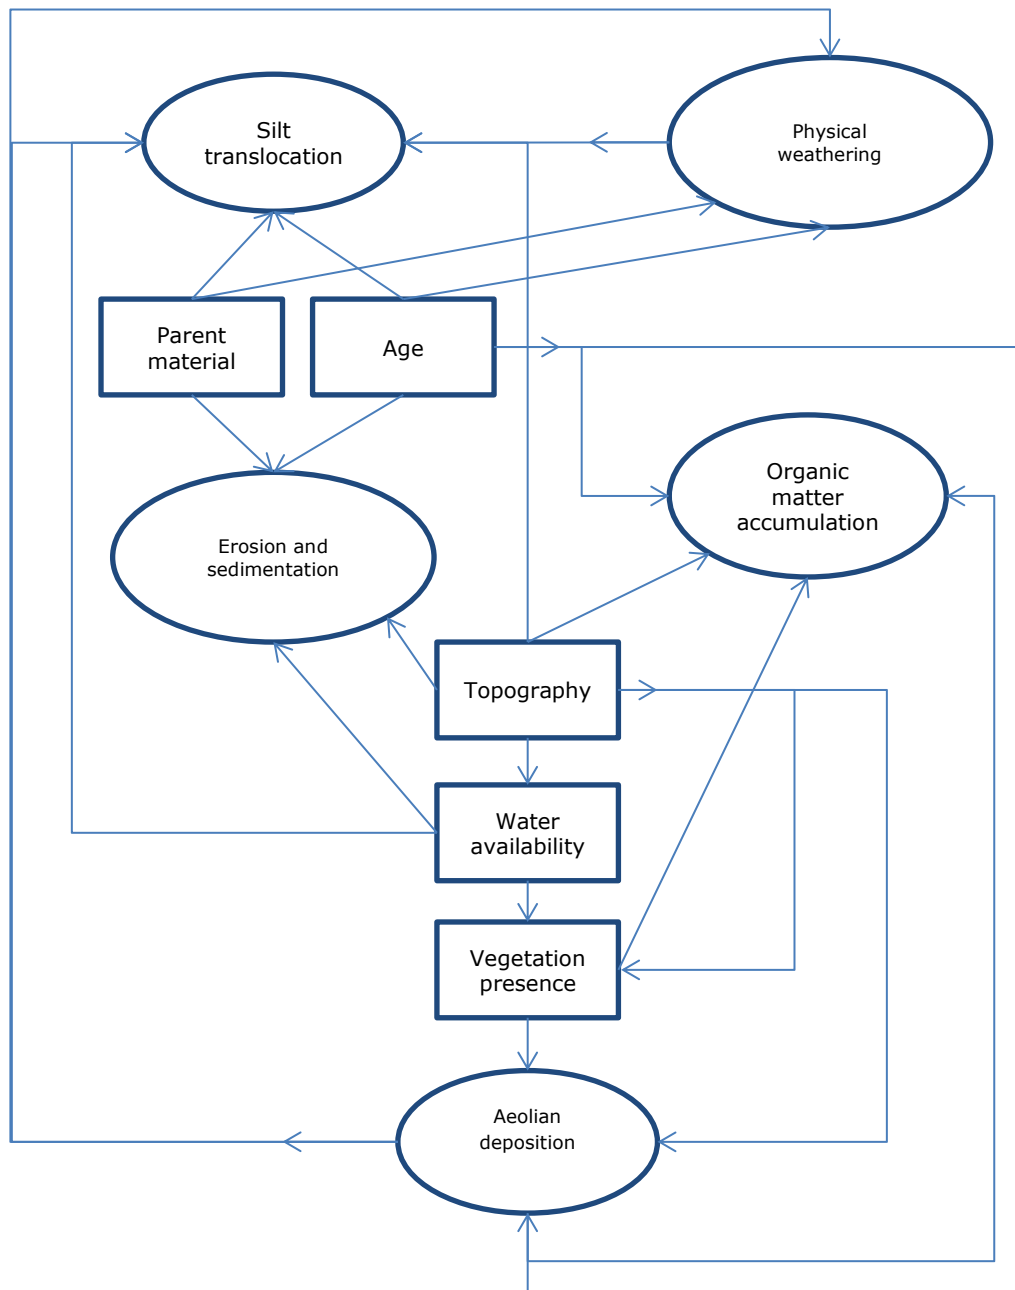 Silt
translocation
Physical
weathering
Parent
material
Age
Organic
matter
accumulation
Erosion and
sedimentation
Topography
Water
availability
Vegetation
presence
Aeolian
deposition